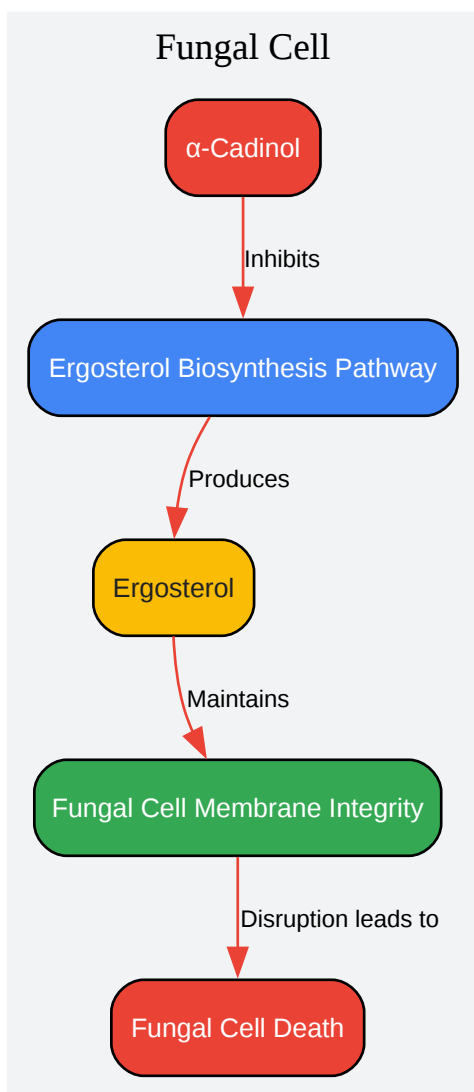 Fungal Cell
α-Cadinol
Inhibits
Ergosterol Biosynthesis Pathway
Produces
Ergosterol
Maintains
Fungal Cell Membrane Integrity
Disruption leads to
Fungal Cell Death